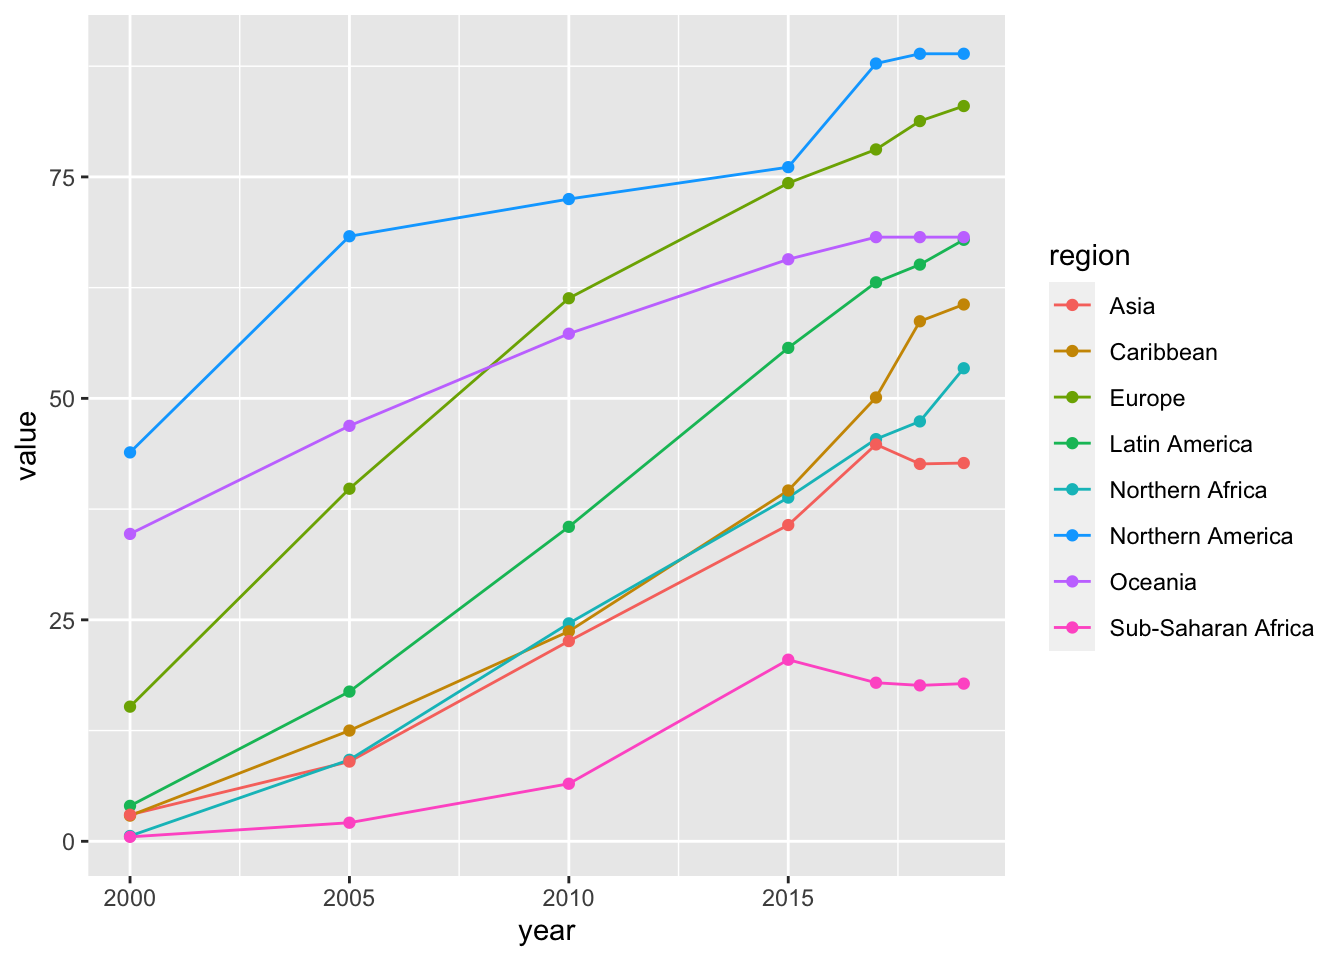 75
50
25
0
value
2000 2005 2010 2015
year
region
Asia
Caribbean
Europe
Latin America
Northern Africa
Northern America
Oceania
Sub-Saharan Africa